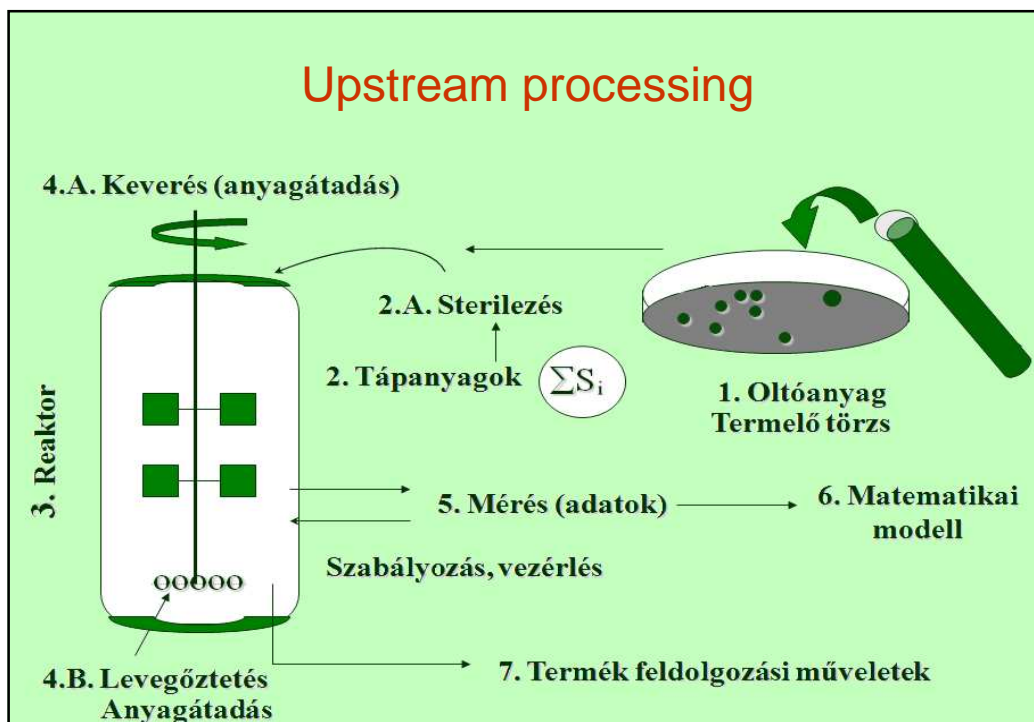 Upstream processing
4.A. Keverés (anyagátadás)
2.A. Sterilezés
2. Tápanyagok ΣSi
1. Oltóanyag
Termelő törzs
3. Reaktor
5. Mérés (adatok)
6. Matematikai
modell
Szabályozás, vezérlés
4.B. Levegőztetés
Anyagátadás
7. Termék feldolgozási műveletek